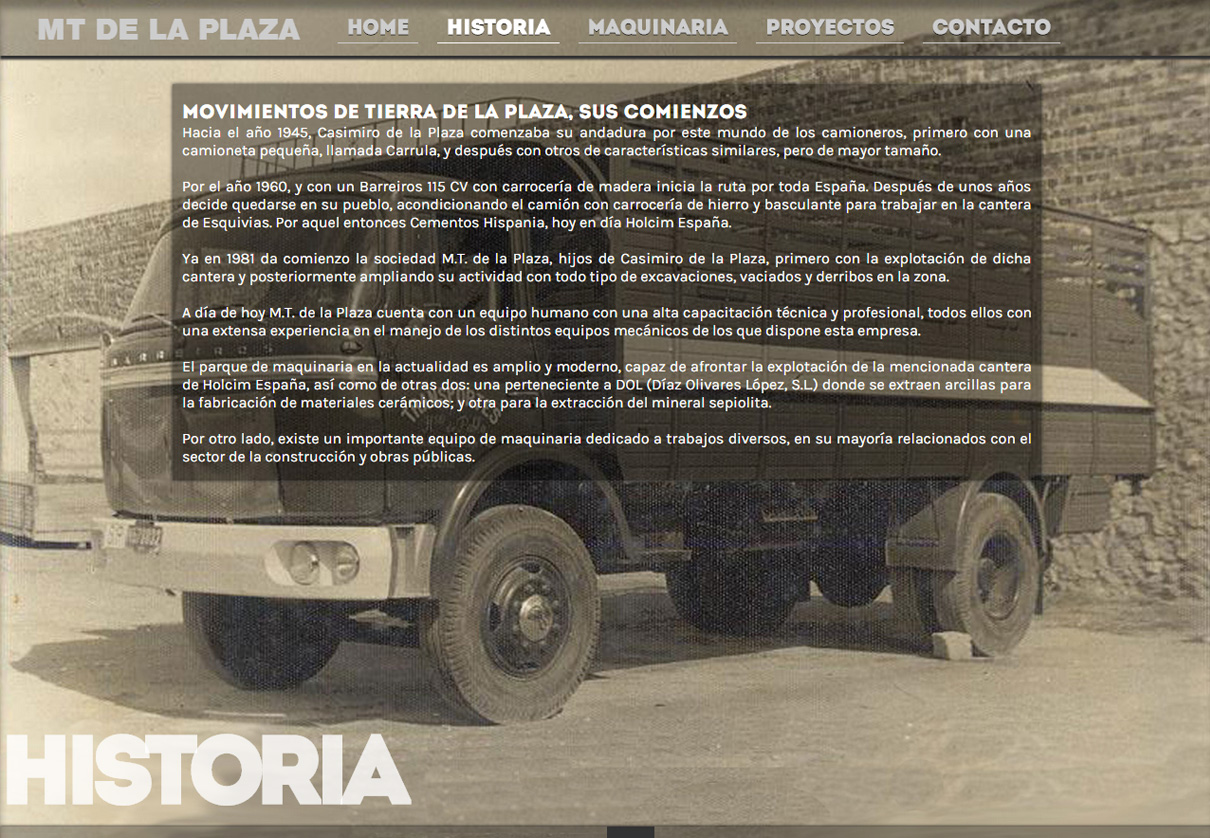 MT DE LA PLAZA HOME HISTORIA MAQUINARIA PROYECTOS CONTACTO
MOVIMIENTOS DE TIERRA DE LA PLAZA, SUS COMIENZOS
Hacia el año 1945, Casimiro de la Plaza comenzaba su andadura por este mundo de los camioneros, primero con una
camioneta pequeña, llamada Carrula, y después con otros de características similares, pero de mayor tamaño.
Por el año 1960, y con un Barreiros 115 CV con carrocería de madera inicia la ruta por toda España. Después de unos años
decide quedarse en su pueblo, acondicionando el camión con carrocería de hierro y basculante para trabajar en la cantera
de Esquivias. Por aquel entonces Cementos Hispania, hoy en día Holcim España.
Ya en 1981 da comienzo la sociedad M.T. de la Plaza, hijos de Casimiro de la Plaza, primero con la explotación de dicha
cantera y posteriormente ampliando su actividad con todo tipo de excavaciones, vaciados y derribos en la zona.
A día de hoy M.T. de la Plaza cuenta con un equipo humano con una alta capacitación técnica y profesional, todos ellos con
una extensa experiencia en el manejo de los distintos equipos mecánicos de los que dispone esta empresa.
BARREIROS
El parque de maquinaria en la actualidad es amplio y moderno, capaz de afrontar la explotación de la mencionada cantera
de Holcim España, así como de otras dos: una perteneciente a DOL (Díaz Olivares López, S.L.) donde se extraen arcillas para
la fabricación de materiales cerámicos; y otra para la extracción del mineral sepiolita.
Por otro lado, existe un importante equipo de maquinaria dedicado a trabajos diversos, en su mayoría relacionados con el
sector de la construcción y obras públicas.
HISTORIA